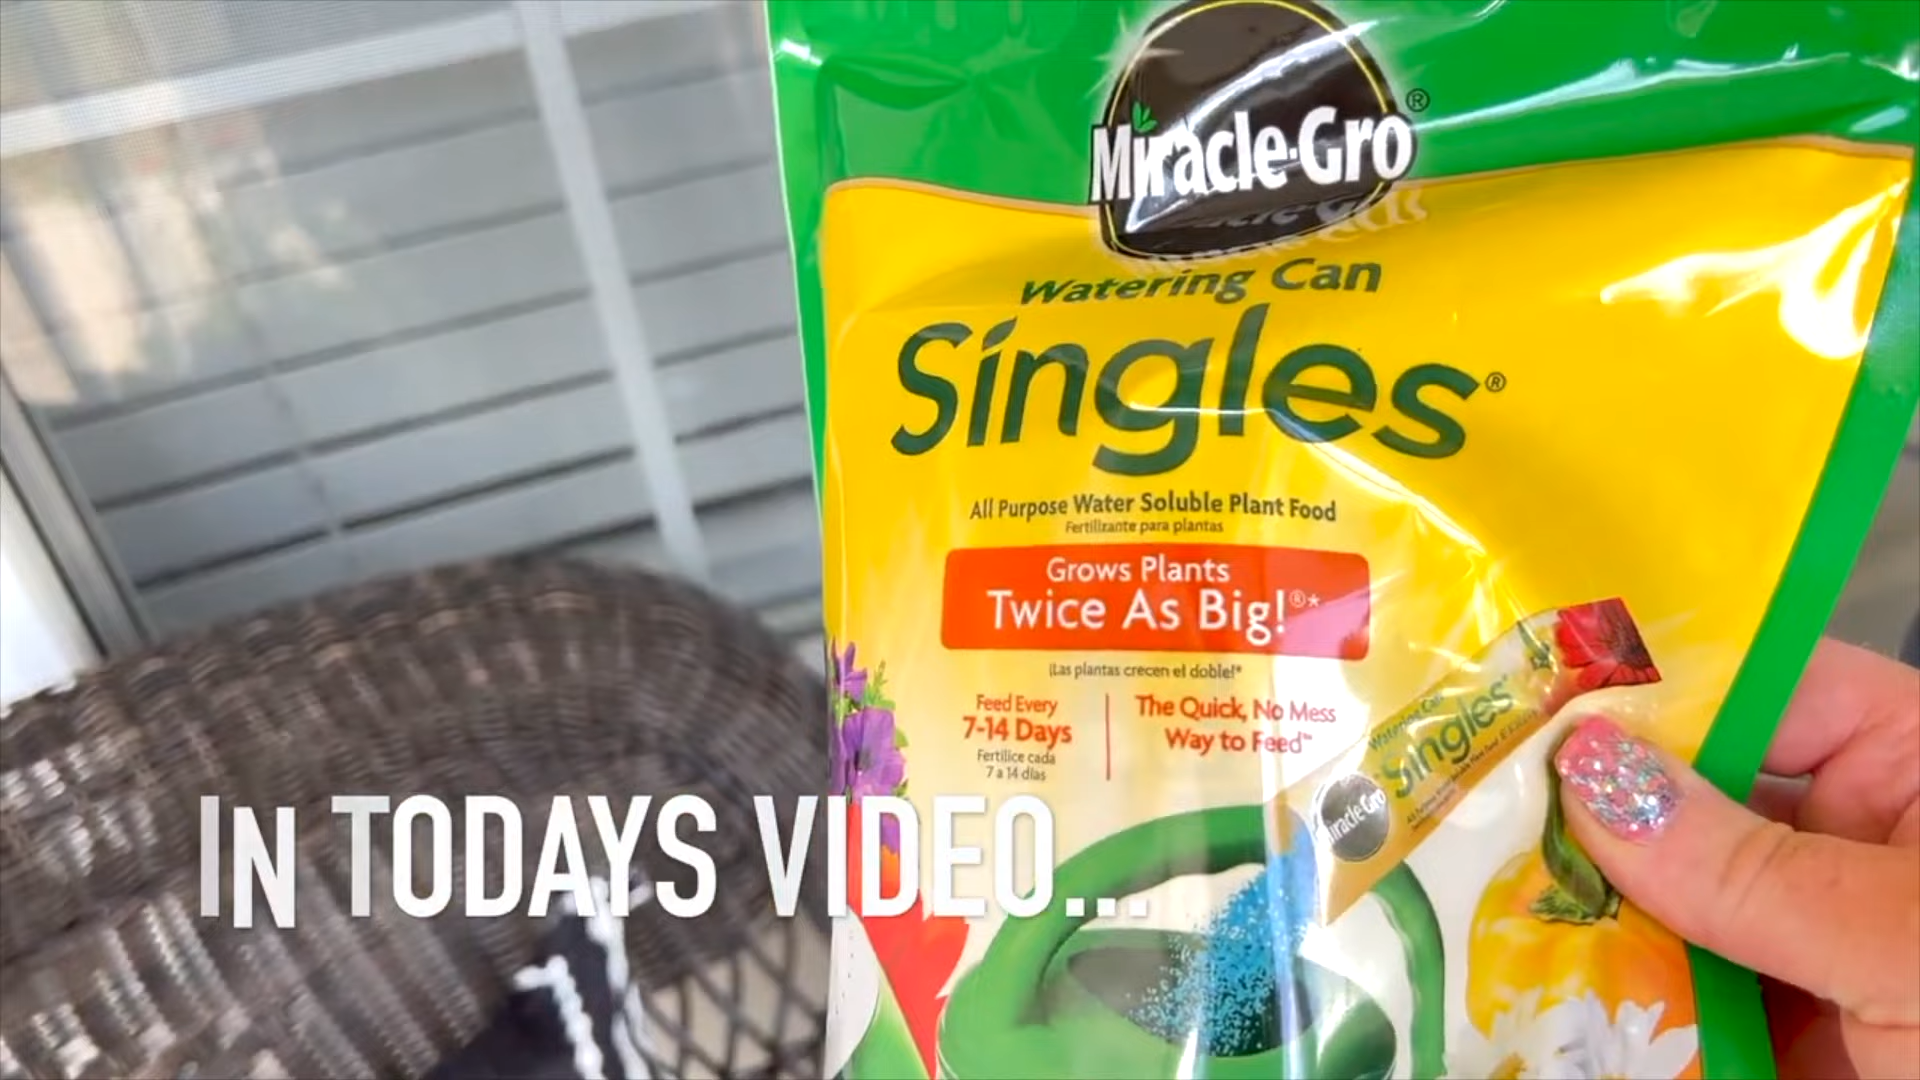 Miracle-Gro®
Watering Can
Singles®
All Purpose Water Soluble Plant Food
Fertilizante para plantas
Grows Plants
Twice As Big!®*
¡Las plantas crecen el doble!*
Feed Every
7-14 Days
Fertilice cada
7 a 14 días
The Quick, No Mess
Way to Feed™
Watering Can
Singles®
Miracle-Gro
IN TODAYS VIDEO...